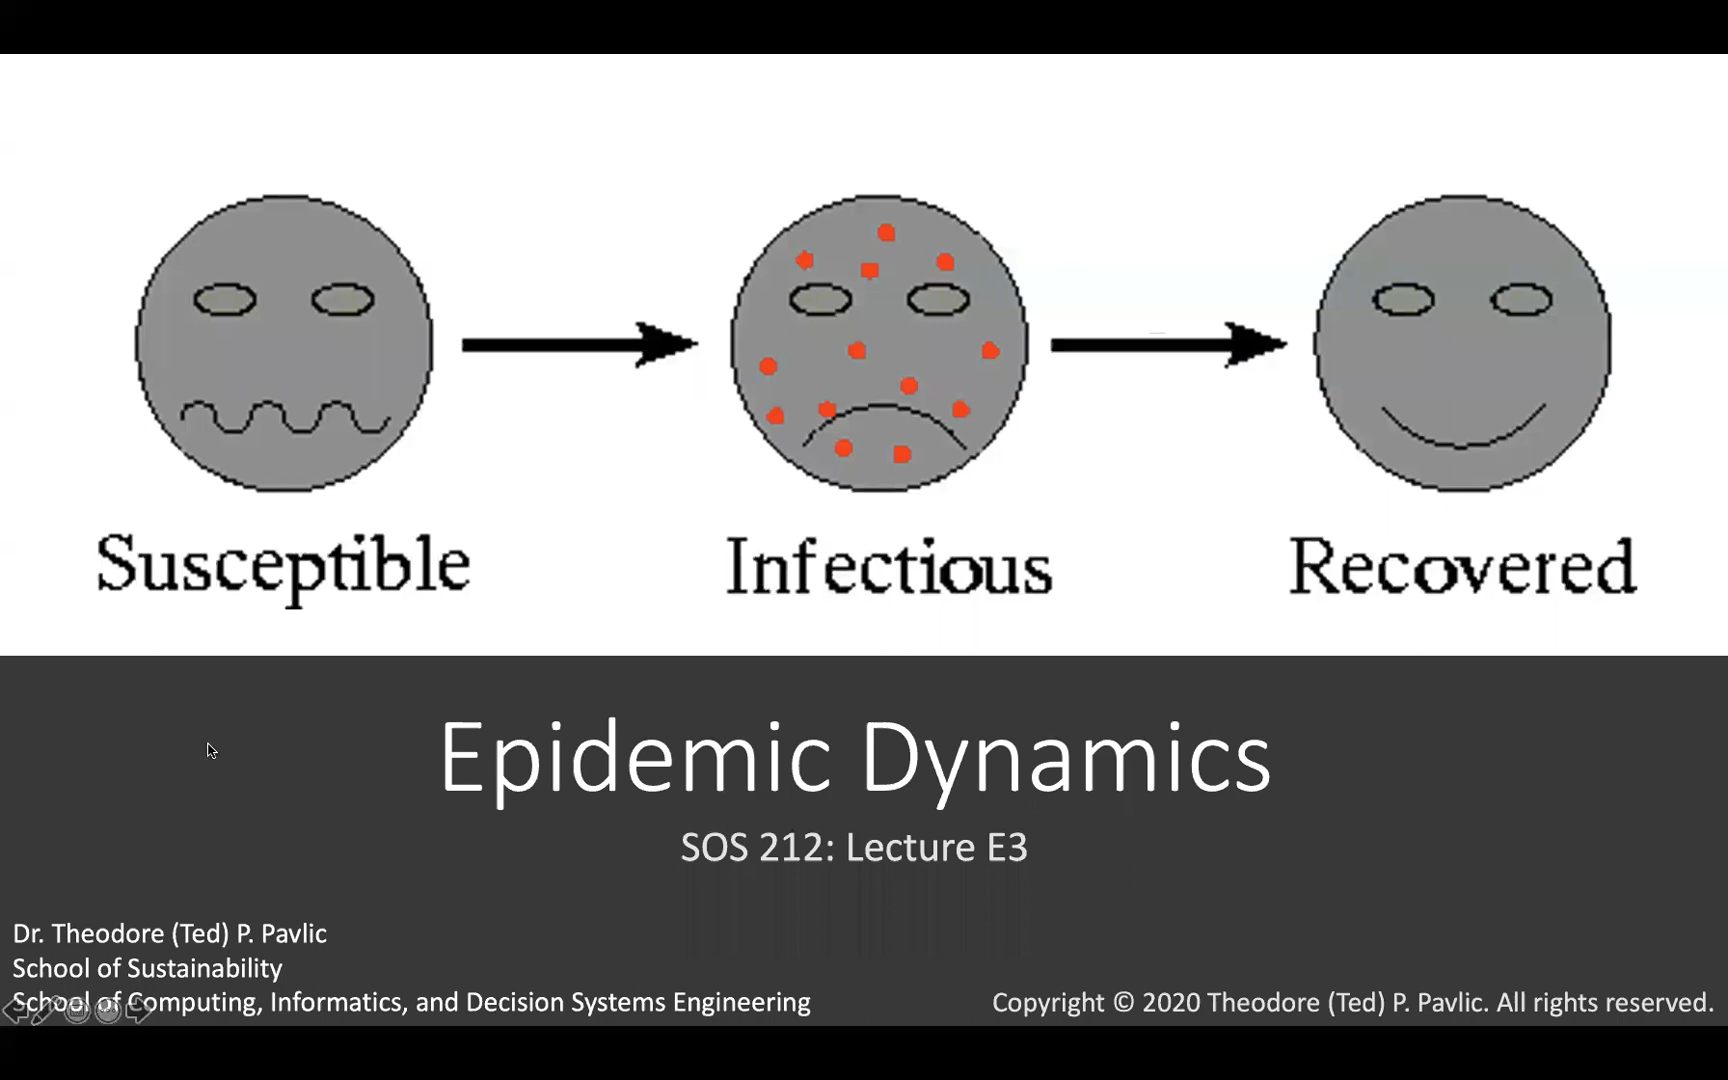 Susceptible
Infectious
Recovered
Epidemic Dynamics
SOS 212: Lecture E3
Dr. Theodore (Ted) P. Pavlic
School of Sustainability
School of Computing, Informatics, and Decision Systems Engineering
Copyright © 2020 Theodore (Ted) P. Pavlic. All rights reserved.